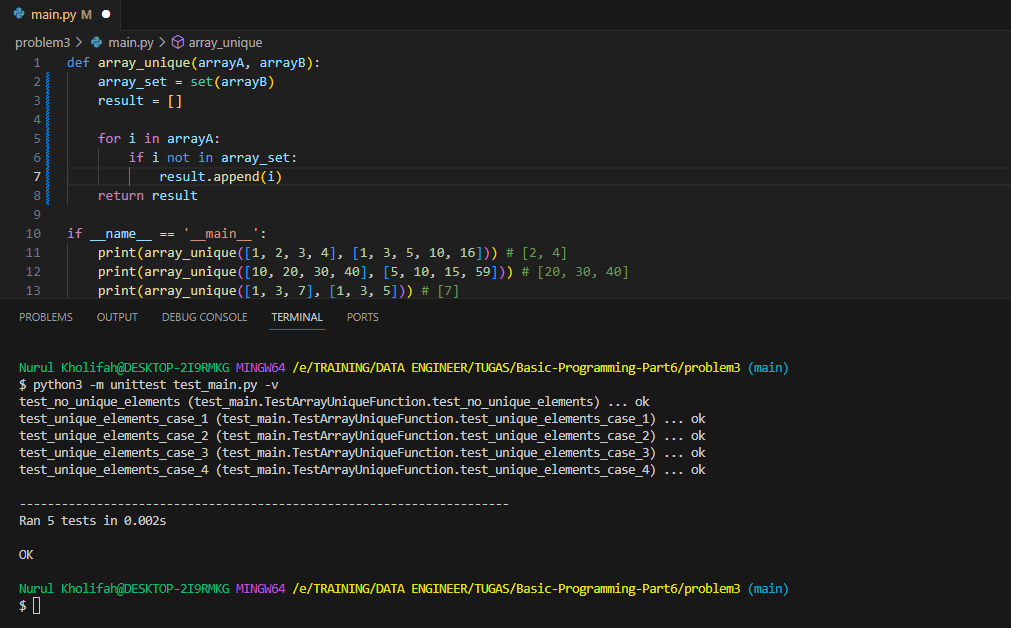 main.py M ●
problem3 > main.py > array_unique
1 def array_unique(arrayA, arrayB):
2     array_set = set(arrayB)
3     result = []
4
5     for i in arrayA:
6         if i not in array_set:
7             result.append(i)
8     return result
9
10 if __name__ == '__main__':
11     print(array_unique([1, 2, 3, 4], [1, 3, 5, 10, 16])) # [2, 4]
12     print(array_unique([10, 20, 30, 40], [5, 10, 15, 59])) # [20, 30, 40]
13     print(array_unique([1, 3, 7], [1, 3, 5])) # [7]
PROBLEMS OUTPUT DEBUG CONSOLE TERMINAL PORTS
Nurul Kholifah@DESKTOP-2I9RMKG MINGW64 /e/TRAINING/DATA ENGINEER/TUGAS/Basic-Programming-Part6/problem3 (main)
$ python3 -m unittest test_main.py -v
test_no_unique_elements (test_main.TestArrayUniqueFunction.test_no_unique_elements) ... ok
test_unique_elements_case_1 (test_main.TestArrayUniqueFunction.test_unique_elements_case_1) ... ok
test_unique_elements_case_2 (test_main.TestArrayUniqueFunction.test_unique_elements_case_2) ... ok
test_unique_elements_case_3 (test_main.TestArrayUniqueFunction.test_unique_elements_case_3) ... ok
test_unique_elements_case_4 (test_main.TestArrayUniqueFunction.test_unique_elements_case_4) ... ok
----------------------------------------------------------------------
Ran 5 tests in 0.002s
OK
Nurul Kholifah@DESKTOP-2I9RMKG MINGW64 /e/TRAINING/DATA ENGINEER/TUGAS/Basic-Programming-Part6/problem3 (main)
$